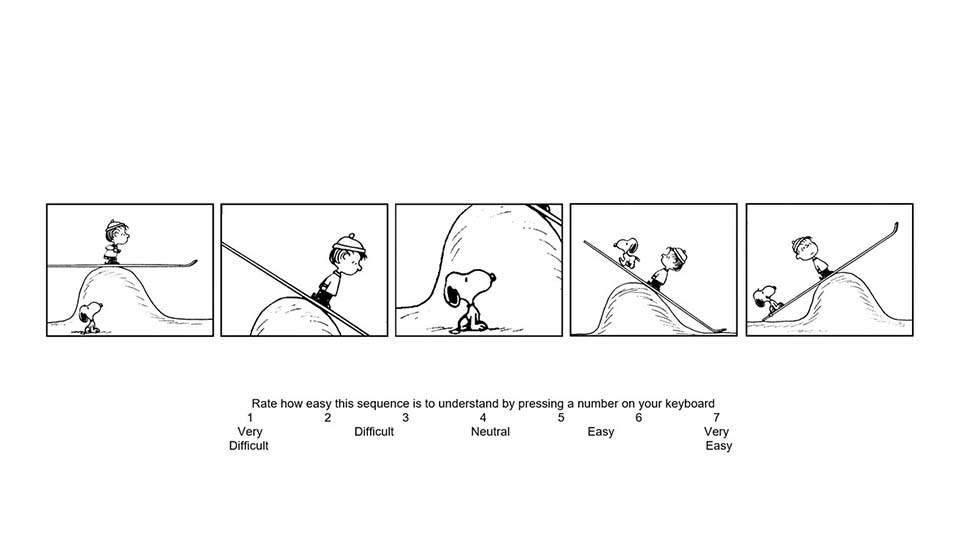 Rate how easy this sequence is to understand by pressing a number on your keyboard
1 2 3 4 5 6 7
Very Difficult Neutral Easy Very
Difficult Easy